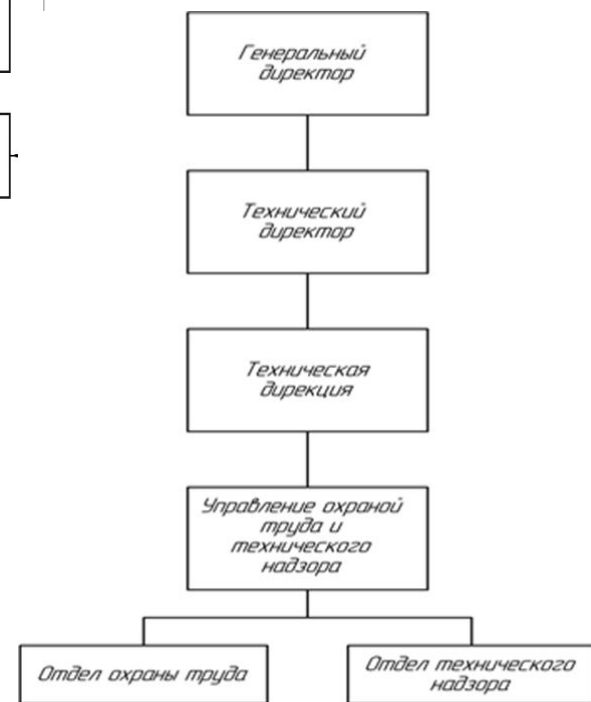 Генеральный
директор
Технический
директор
Техническая
дирекция
Управление охраной
труда и
технического
надзора
Отдел охраны труда
Отдел технического
надзора